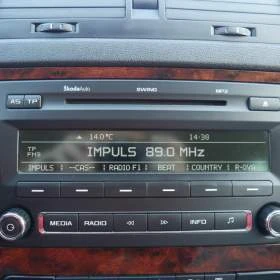 ŠkodaAuto SWING MP3
AS TP
14.0°C 14:38
TP
FM3
IMPULS 89.0 MHz
IMPULS --CAS-- RADIO F1 BEAT COUNTRY R-OVA
MEDIA RADIO INFO